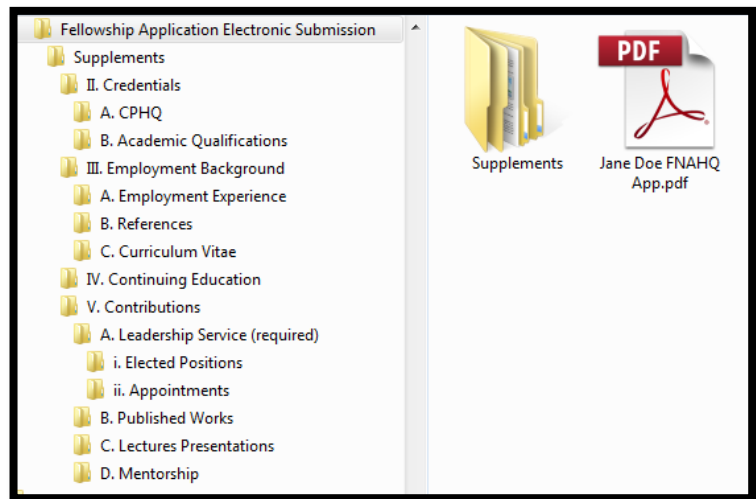 Fellowship Application Electronic Submission
Supplements
II. Credentials
A. CPHQ
B. Academic Qualifications
III. Employment Background
A. Employment Experience
B. References
C. Curriculum Vitae
IV. Continuing Education
V. Contributions
A. Leadership Service (required)
i. Elected Positions
ii. Appointments
B. Published Works
C. Lectures Presentations
D. Mentorship
Supplements
PDF
Jane Doe FNAHQ
App.pdf